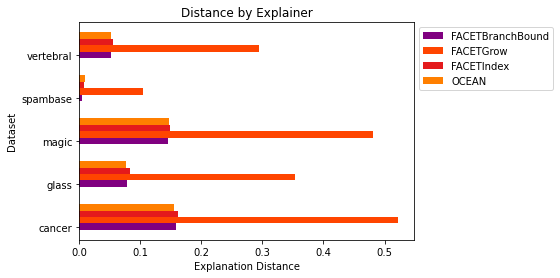 Distance by Explainer
FACETBranchBound
FACETGrow
FACETIndex
OCEAN
Dataset
vertebral
spambase
magic
glass
cancer
0.0 0.1 0.2 0.3 0.4 0.5
Explanation Distance